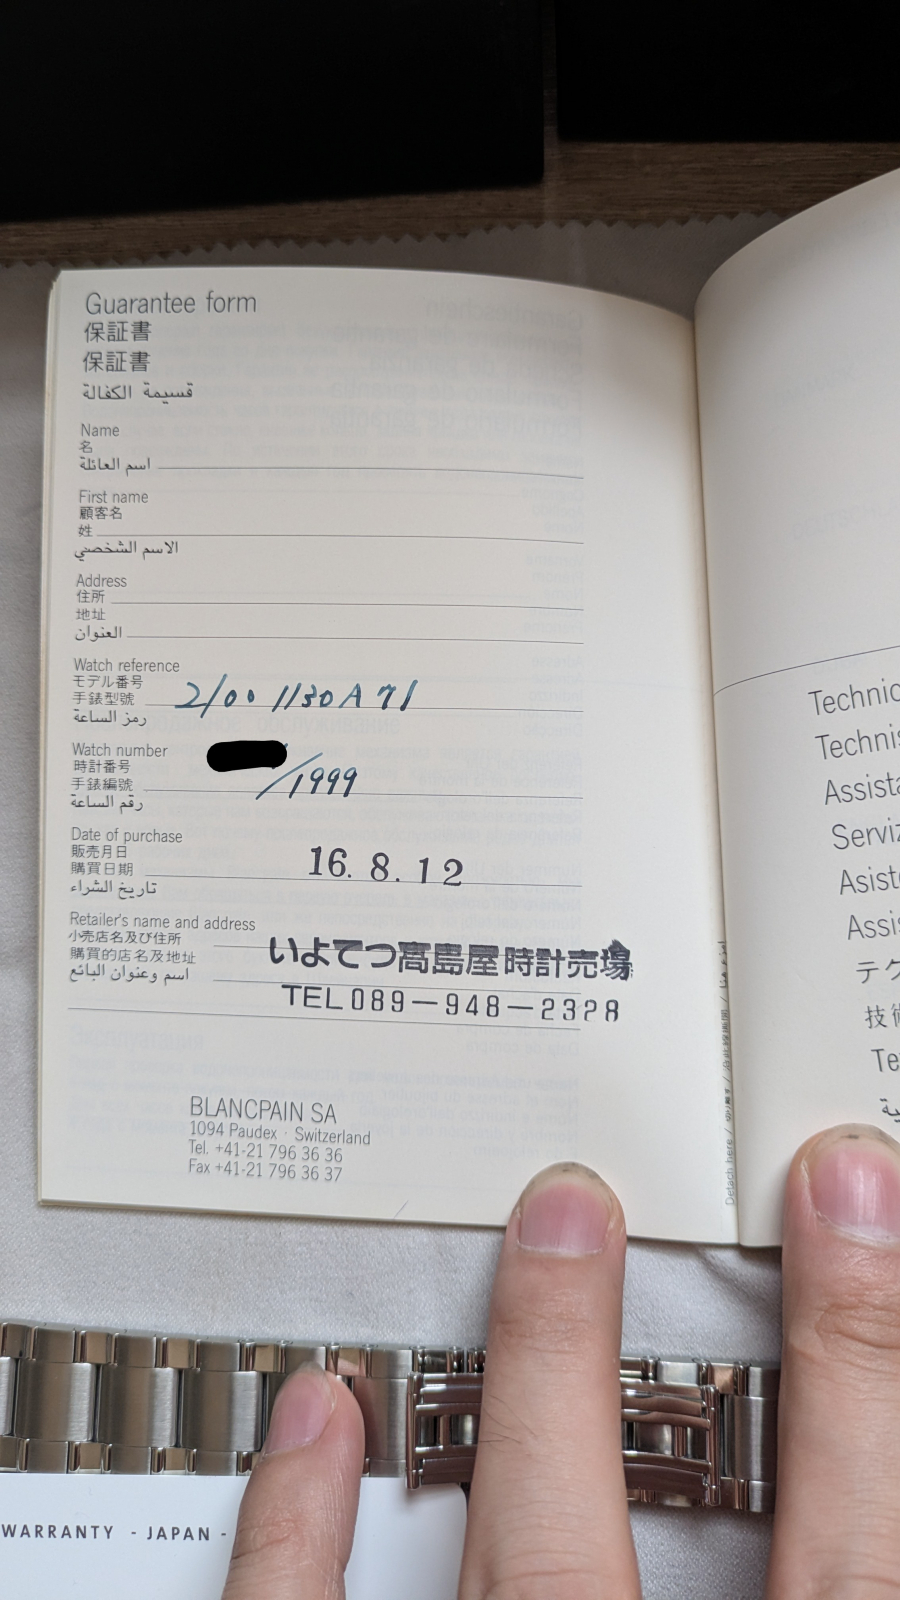 Guarantee form
保証書
保証書
قسيمة الكفالة
Name
名
اسم العائلة
First name
顧客名
姓
الاسم الشخصي
Address
住所
地址
العنوان
Watch reference
モデル番号
手錶型號
رمز الساعة
2100 1130A 71
Watch number
時計番号
手錶編號
رقم الساعة
/1999
Date of purchase
販売月日
購買日期
تاريخ الشراء
16. 8. 12
Retailer's name and address
小売店名及び住所
購買的店名及地址
اسم وعنوان البائع
いよてつ髙島屋時計売場
TEL 089-948-2328
BLANCPAIN SA
1094 Paudex · Switzerland
Tel. +41-21 796 36 36
Fax +41-21 796 36 37
Detach here /
Technic
Technis
Assista
Serviz
Asiste
Assis
テク
技術
Te
WARRANTY - JAPAN -